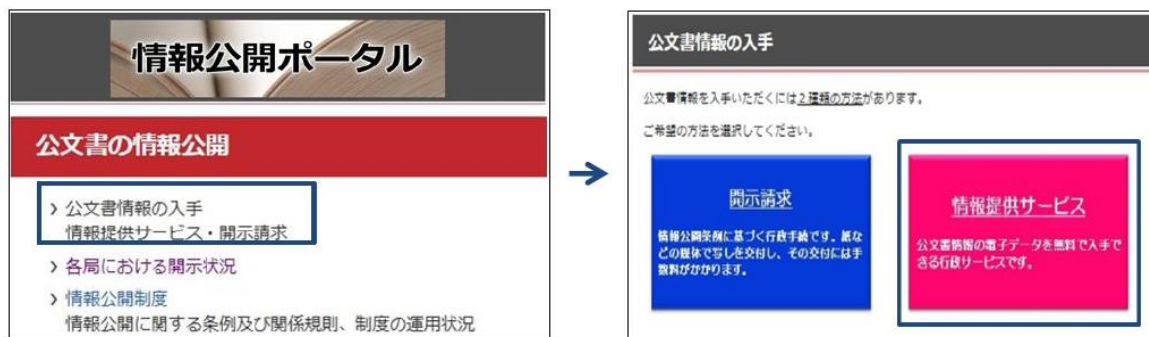 情報公開ポータル
公文書の情報公開
› 公文書情報の入手
情報提供サービス・開示請求
› 各局における開示状況
› 情報公開制度
情報公開に関する条例及び関係規則、制度の運用状況
→
公文書情報の入手
公文書情報を入手いただくには2種類の方法があります。
ご希望の方法を選択してください。
開示請求
情報公開条例に基づく行政手続です。紙な
どの媒体で写しを交付し、その交付には手
数料がかかります。
情報提供サービス
公文書情報の電子データを無料で入手で
きる行政サービスです。